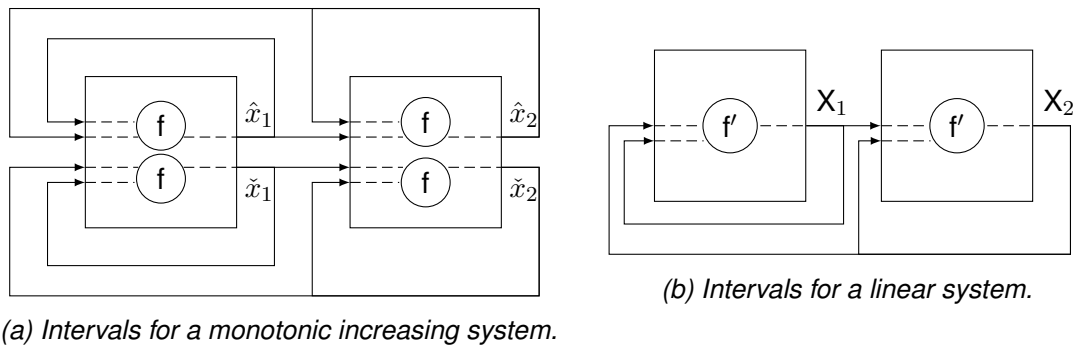 f
x̂₁
f
x̌₁
f
x̂₂
f
x̌₂
(a) Intervals for a monotonic increasing system.
f′
X₁
f′
X₂
(b) Intervals for a linear system.